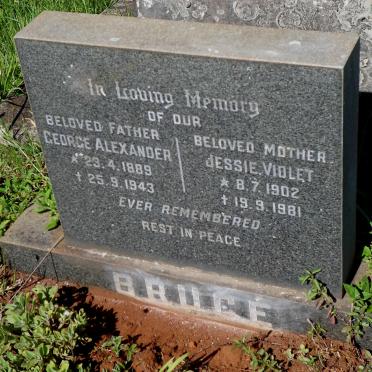 In Loving Memory
OF OUR
BELOVED FATHER
GEORGE ALEXANDER
* 23.4.1889
† 25.9.1943
BELOVED MOTHER
JESSIE VIOLET
* 8.7.1902
† 19.9.1981
EVER REMEMBERED
REST IN PEACE
BRUCE